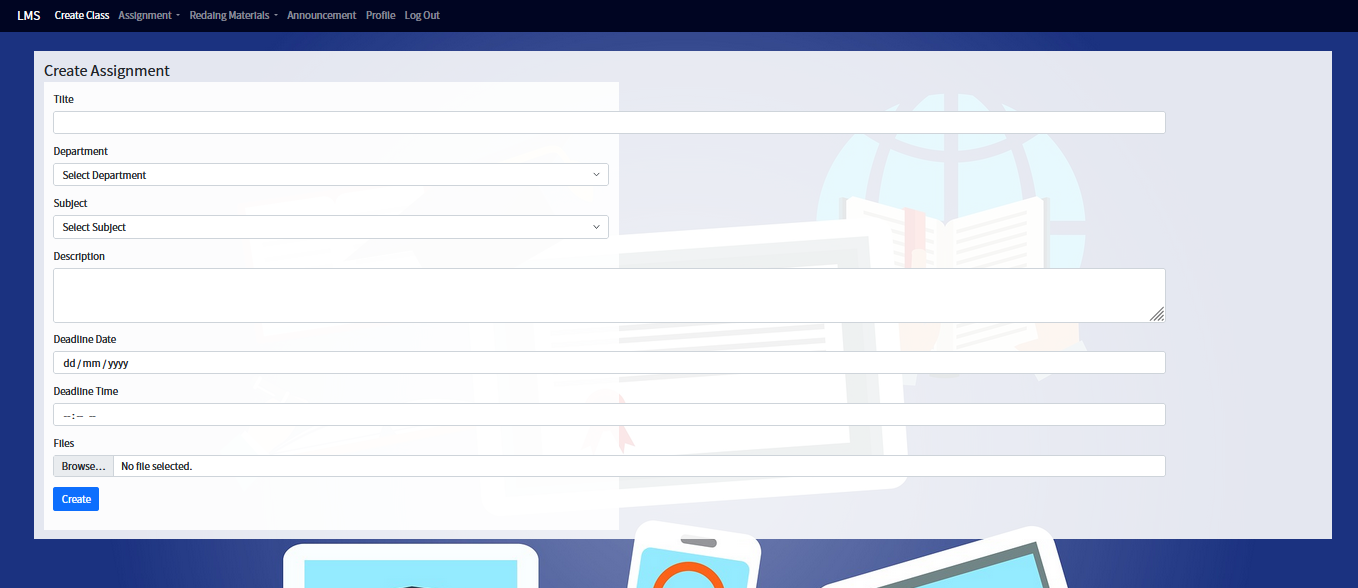 LMS Create Class Assignment Redaing Materials Announcement Profile Log Out
Create Assignment
Tilte
Department
Select Department
Subject
Select Subject
Description
Deadline Date
dd / mm / yyyy
Deadline Time
--:-- --
Files
Browse... No file selected.
Create